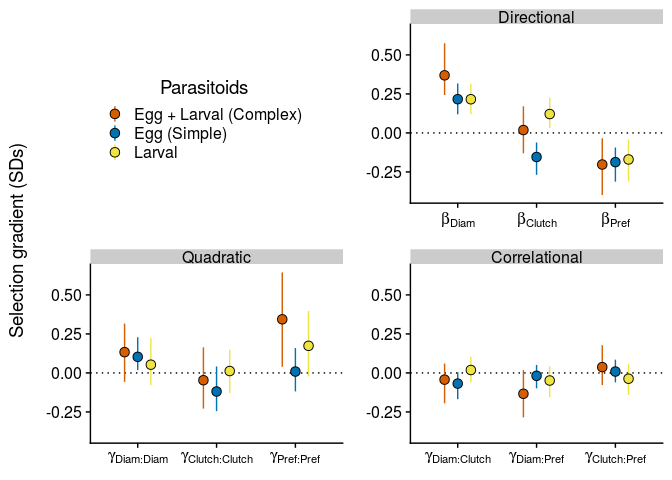 Directional
0.50
0.25
0.00
-0.25
βDiam βClutch βPref
Parasitoids
Egg + Larval (Complex)
Egg (Simple)
Larval
Selection gradient (SDs)
Quadratic
0.50
0.25
0.00
-0.25
γDiam:Diam γClutch:Clutch γPref:Pref
Correlational
0.50
0.25
0.00
-0.25
γDiam:Clutch γDiam:Pref γClutch:Pref